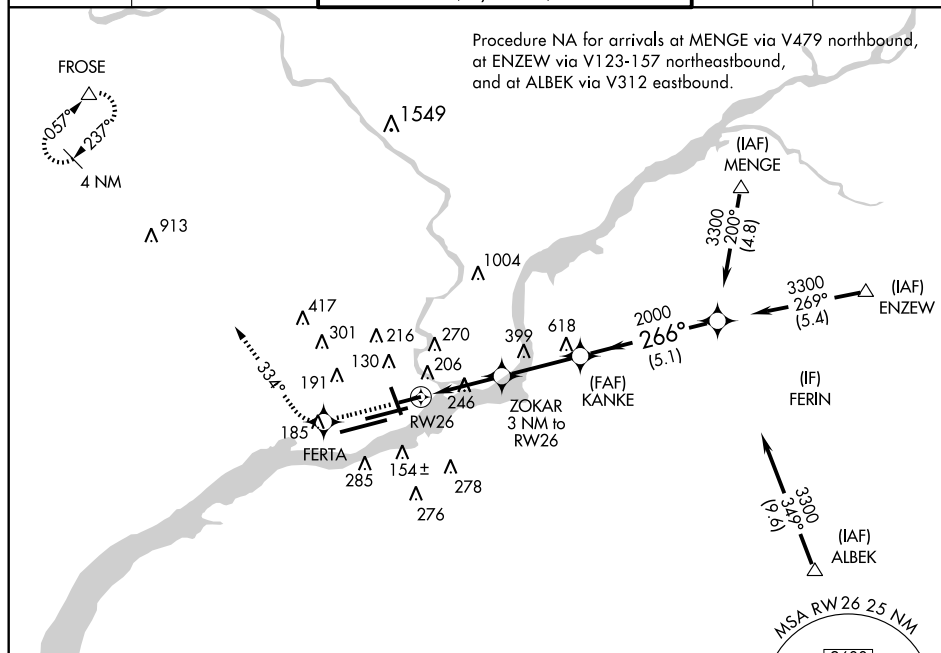 Procedure NA for arrivals at MENGE via V479 northbound,
at ENZEW via V123-157 northeastbound,
and at ALBEK via V312 eastbound.
FROSE
057°
237°
4 NM
1549
(IAF)
MENGE
3300
200°
(4.8)
913
1004
3300
269°
(5.4)
(IAF)
ENZEW
2000
266°
(5.1)
417
301
216
270
399
618
334°
191
130
206
246
(FAF)
KANKE
(IF)
FERIN
ZOKAR
3 NM to
RW26
RW26
185
FERTA
285
154±
278
276
3300
349°
(9.6)
(IAF)
ALBEK
MSA RW26 25 NM